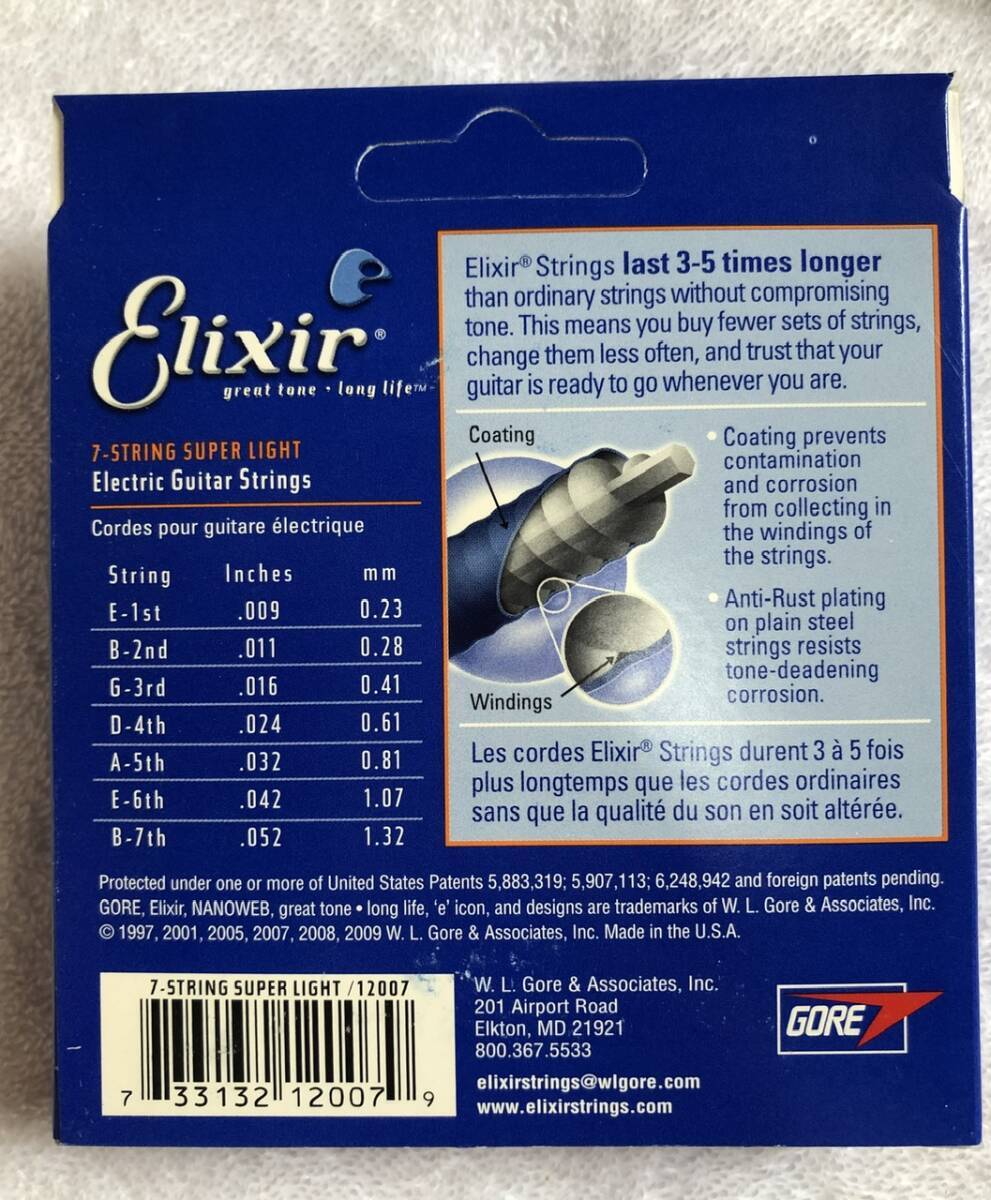 Elixir®
great tone • long life™
7-STRING SUPER LIGHT
Electric Guitar Strings
Cordes pour guitare électrique
String Inches mm
E-1st .009 0.23
B-2nd .011 0.28
G-3rd .016 0.41
D-4th .024 0.61
A-5th .032 0.81
E-6th .042 1.07
B-7th .052 1.32
Elixir® Strings last 3-5 times longer
than ordinary strings without compromising
tone. This means you buy fewer sets of strings,
change them less often, and trust that your
guitar is ready to go whenever you are.
Coating
Windings
• Coating prevents
contamination
and corrosion
from collecting in
the windings of
the strings.
• Anti-Rust plating
on plain steel
strings resists
tone-deadening
corrosion.
Les cordes Elixir® Strings durent 3 à 5 fois
plus longtemps que les cordes ordinaires
sans que la qualité du son en soit altérée.
Protected under one or more of United States Patents 5,883,319; 5,907,113; 6,248,942 and foreign patents pending.
GORE, Elixir, NANOWEB, great tone • long life, 'e' icon, and designs are trademarks of W. L. Gore & Associates, Inc.
© 1997, 2001, 2005, 2007, 2008, 2009 W. L. Gore & Associates, Inc. Made in the U.S.A.
7-STRING SUPER LIGHT /12007
7 33132 12007 9
W. L. Gore & Associates, Inc.
201 Airport Road
Elkton, MD 21921
800.367.5533
elixirstrings@wlgore.com
www.elixirstrings.com
GORE